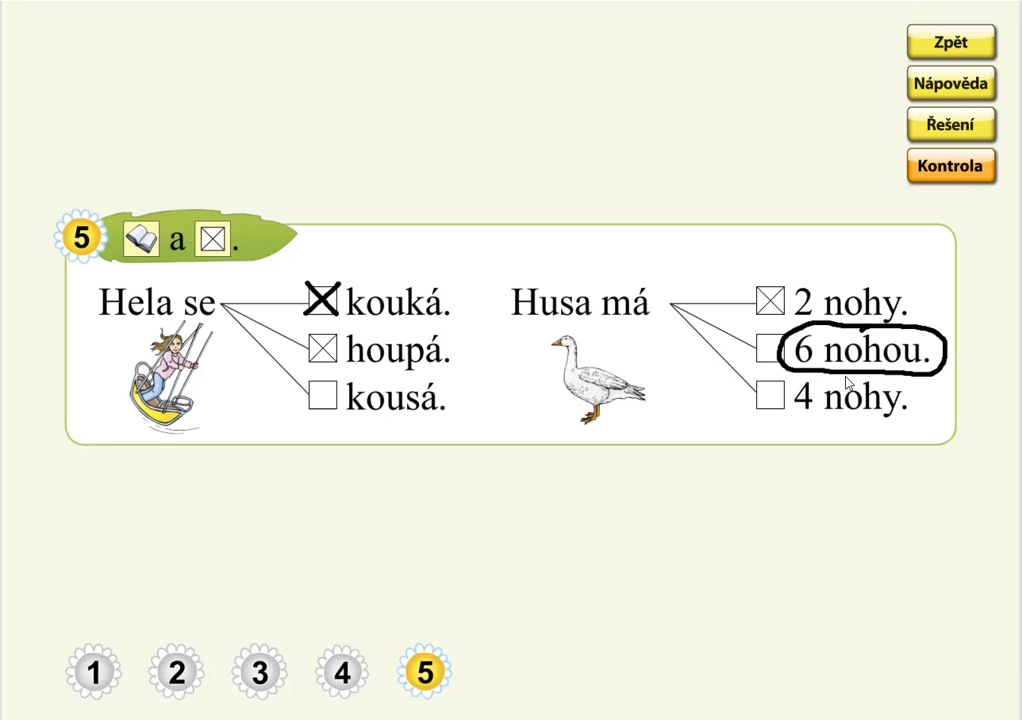 Zpět
Nápověda
Řešení
Kontrola
5 a .
Hela se
kouká.
houpá.
kousá.
Husa má
2 nohy.
6 nohou.
4 nohy.
1 2 3 4 5